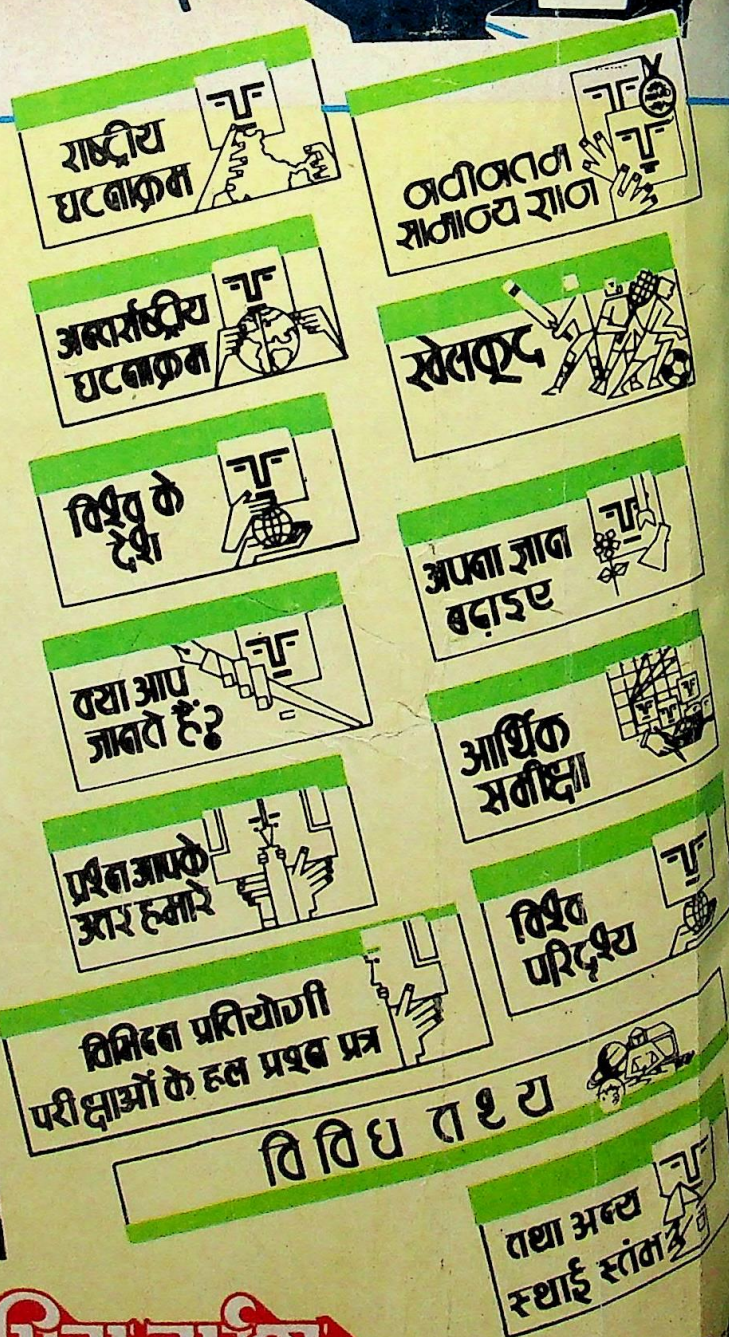 राष्ट्रीय
घटनाक्रम
नवीनतम
सामान्य ज्ञान
अन्तर्राष्ट्रीय
घटनाक्रम
खेलकूद
विश्व के
देश
अपना ज्ञान
बढ़ाइए
क्या आप
जानते हैं?
आर्थिक
समीक्षा
प्रश्न आपके
उत्तर हमारे
विश्व
परिदृश्य
विभिन्न प्रतियोगी
परीक्षाओं के हल प्रश्न पत्र
विविध तथ्य
तथा अन्य
स्थाई स्तंभ